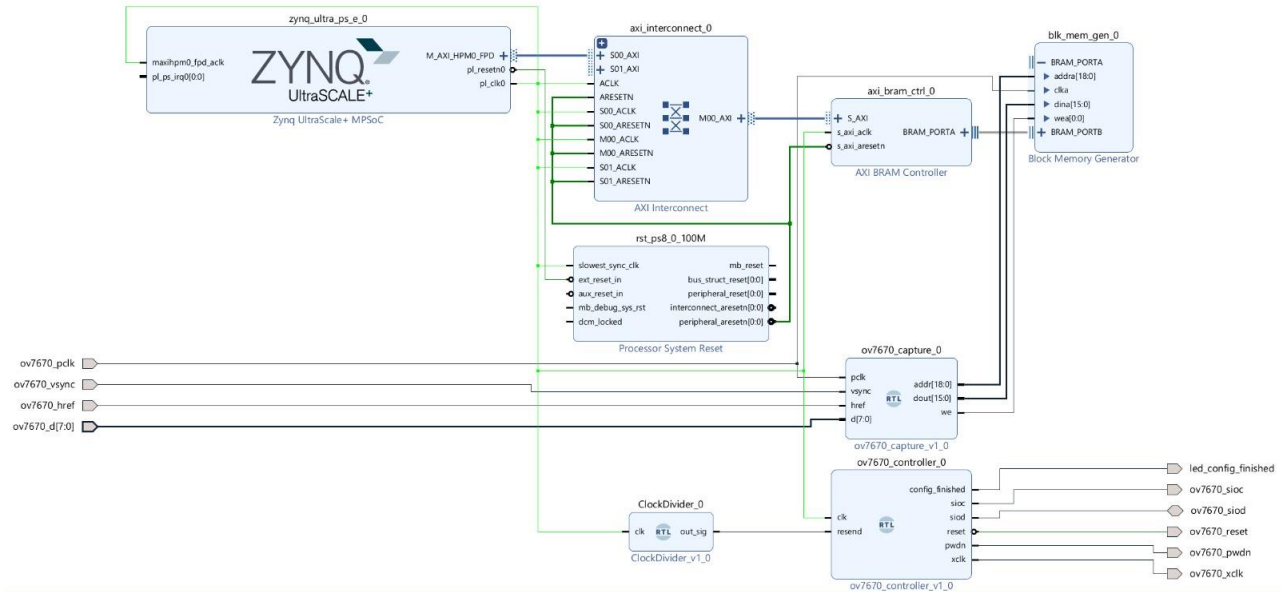 zynq_ultra_ps_e_0
maxihpm0_fpd_aclk
pl_ps_irq0[0:0]
ZYNQ
UltraSCALE+
M_AXI_HPM0_FPD
pl_resetn0
pl_clk0
Zynq UltraScale+ MPSoC
axi_interconnect_0
S00_AXI
S01_AXI
ACLK
ARESETN
S00_ACLK
S00_ARESETN
M00_ACLK
M00_ARESETN
S01_ACLK
S01_ARESETN
M00_AXI
AXI Interconnect
axi_bram_ctrl_0
S_AXI
s_axi_aclk
s_axi_aresetn
BRAM_PORTA
AXI BRAM Controller
blk_mem_gen_0
BRAM_PORTA
addra[18:0]
clka
dina[15:0]
wea[0:0]
BRAM_PORTB
Block Memory Generator
rst_ps8_0_100M
slowest_sync_clk
ext_reset_in
aux_reset_in
mb_debug_sys_rst
dcm_locked
mb_reset
bus_struct_reset[0:0]
peripheral_reset[0:0]
interconnect_aresetn[0:0]
peripheral_aresetn[0:0]
Processor System Reset
ov7670_pclk
ov7670_vsync
ov7670_href
ov7670_d[7:0]
ov7670_capture_0
pclk
vsync
href
d[7:0]
RTL
addr[18:0]
dout[15:0]
we
ov7670_capture_v1_0
ClockDivider_0
clk
RTL
out_sig
ClockDivider_v1_0
ov7670_controller_0
clk
resend
RTL
config_finished
sioc
siod
reset
pwdn
xclk
ov7670_controller_v1_0
led_config_finished
ov7670_sioc
ov7670_siod
ov7670_reset
ov7670_pwdn
ov7670_xclk